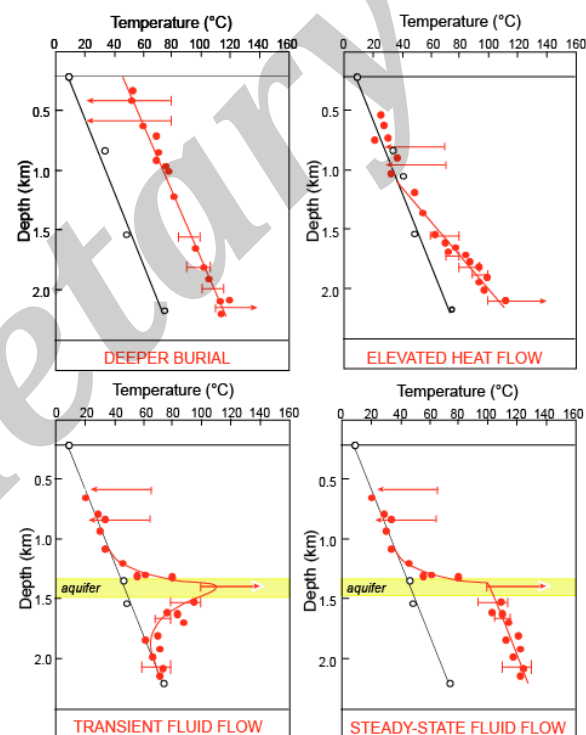 Temperature (°C)
0 20 40 60 80 100 120 140 160
Depth (km)
0.5
1.0
1.5
2.0
DEEPER BURIAL
Temperature (°C)
0 20 40 60 80 100 120 140 160
Depth (km)
0.5
1.0
1.5
2.0
ELEVATED HEAT FLOW
Temperature (°C)
0 20 40 60 80 100 120 140 160
Depth (km)
0.5
1.0
aquifer
1.5
2.0
TRANSIENT FLUID FLOW
Temperature (°C)
0 20 40 60 80 100 120 140 160
Depth (km)
0.5
1.0
aquifer
1.5
2.0
STEADY-STATE FLUID FLOW
etary